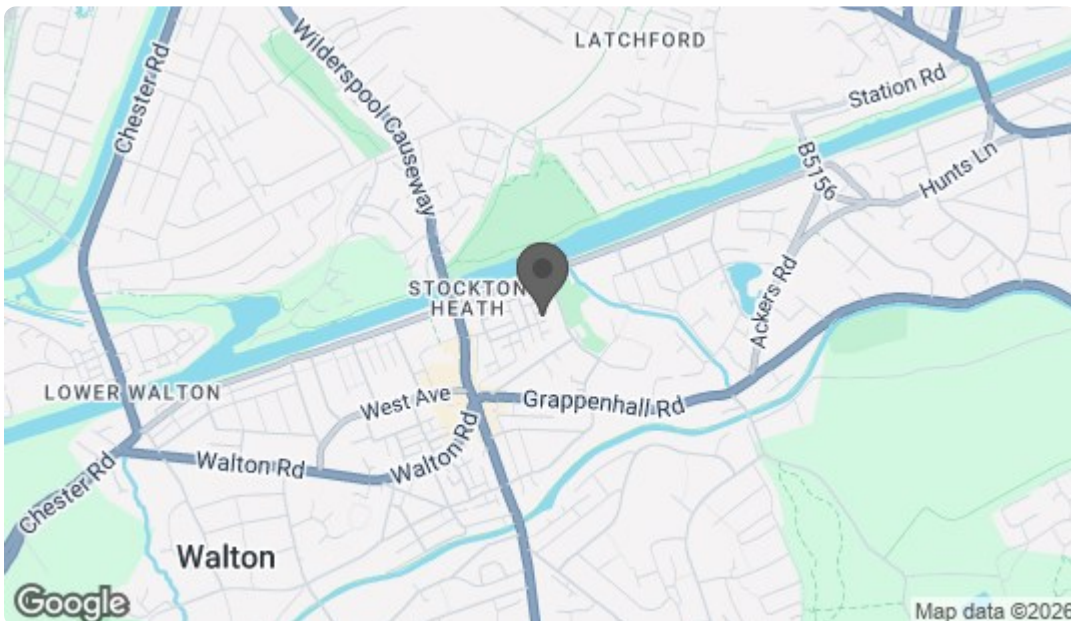 LATCHFORD
Wilderspool Causeway
Chester Rd
Station Rd
B5156
Hunts Ln
STOCKTON
HEATH
Ackers Rd
LOWER WALTON
West Ave
Grappenhall Rd
Walton Rd
Walton Rd
Chester Rd
Walton
Google
Map data ©2026